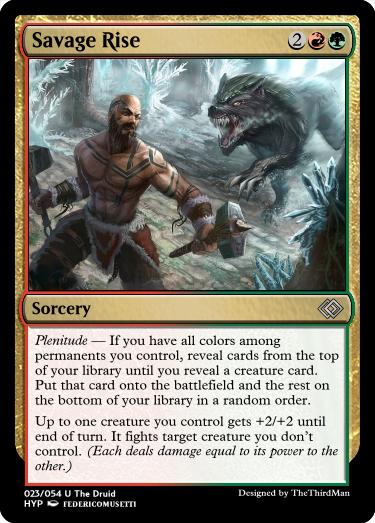 Savage Rise 2
Sorcery
Plenitude — If you have all colors among
permanents you control, reveal cards from the top
of your library until you reveal a creature card.
Put that card onto the battlefield and the rest on
the bottom of your library in a random order.
Up to one creature you control gets +2/+2 until
end of turn. It fights target creature you don't
control. (Each deals damage equal to its power to the
other.)
023/054 U The Druid Designed by TheThirdMan
HYP FEDERICOMUSETTI